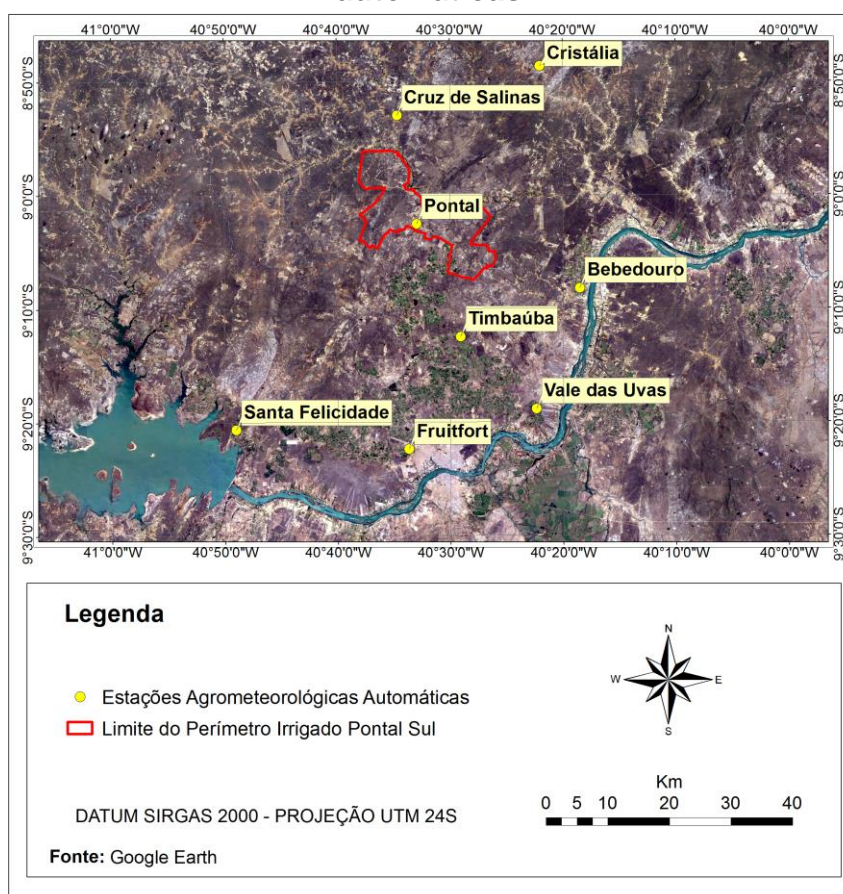 41°0'0"W 40°50'0"W 40°40'0"W 40°30'0"W 40°20'0"W 40°10'0"W 40°0'0"W
8°50'0"S
9°0'0"S
9°10'0"S
9°20'0"S
9°30'0"S
Cristália
Cruz de Salinas
Pontal
Bebedouro
Timbaúba
Vale das Uvas
Santa Felicidade
Fruitfort
8°50'0"S
9°0'0"S
9°10'0"S
9°20'0"S
9°30'0"S
41°0'0"W 40°50'0"W 40°40'0"W 40°30'0"W 40°20'0"W 40°10'0"W 40°0'0"W
Legenda
Estações Agrometeorológicas Automáticas
Limite do Perímetro Irrigado Pontal Sul
N
W E
S
Km
0 5 10 20 30 40
DATUM SIRGAS 2000 - PROJEÇÃO UTM 24S
Fonte: Google Earth